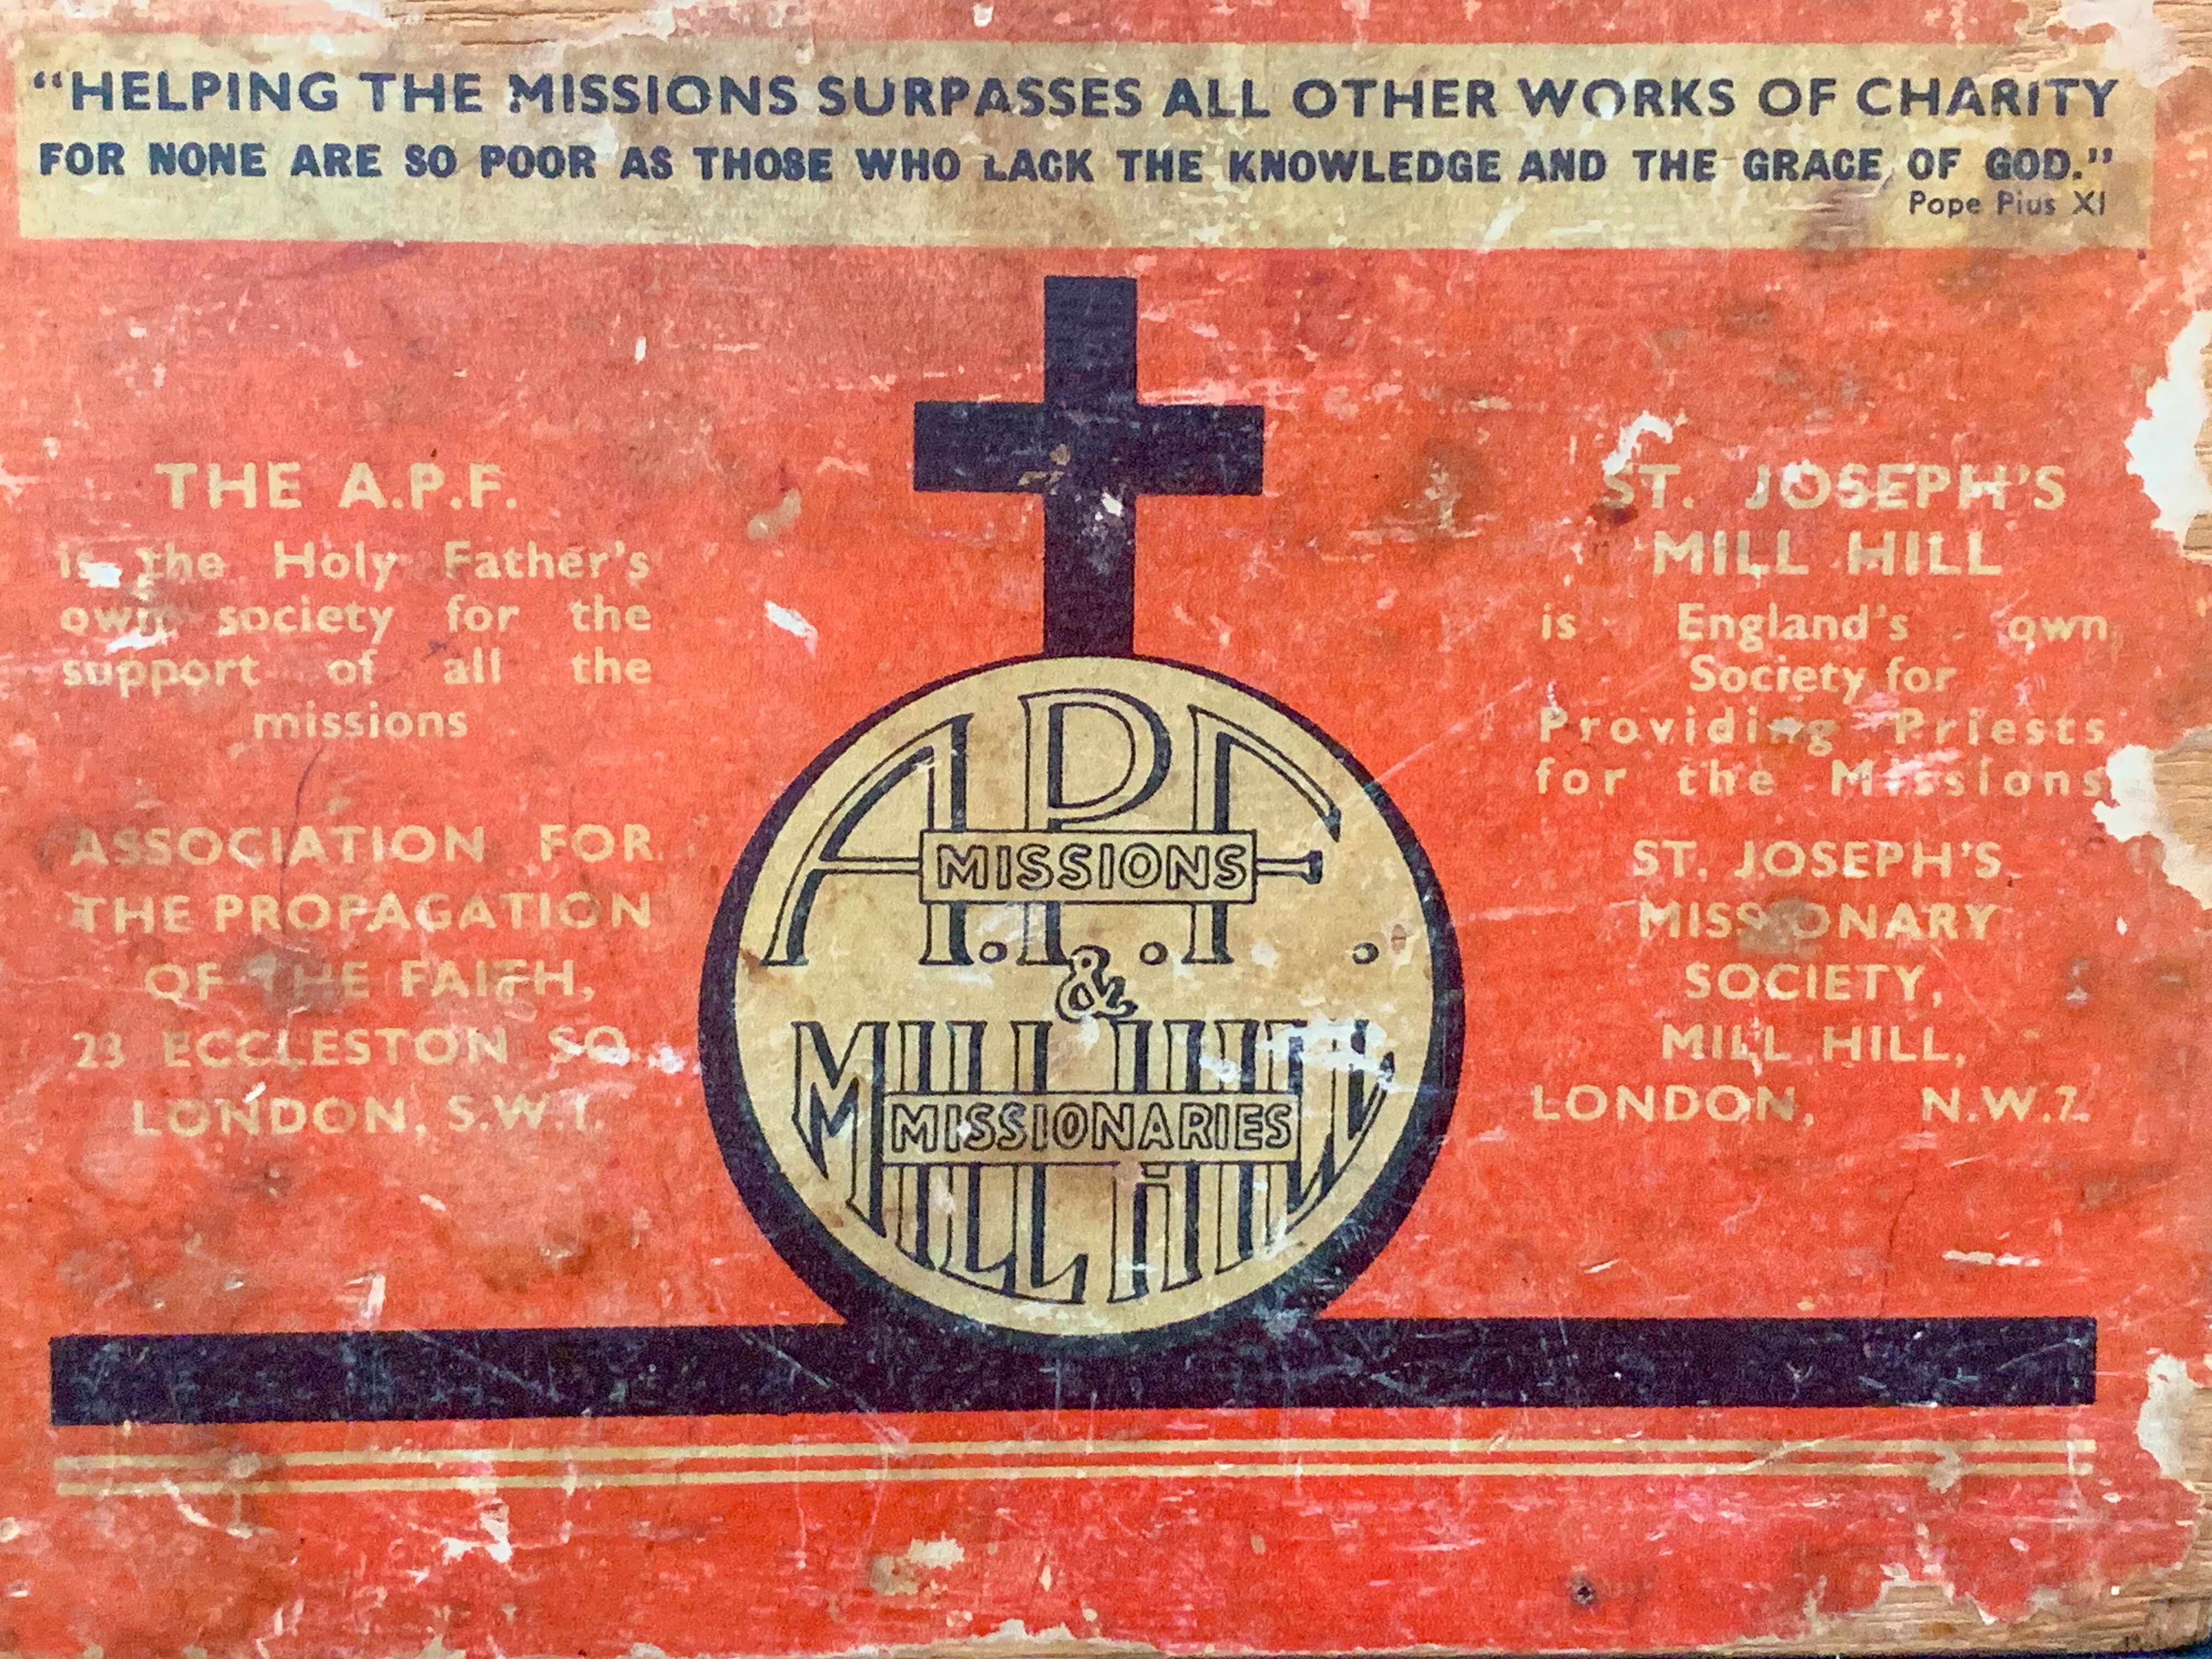 “HELPING THE MISSIONS SURPASSES ALL OTHER WORKS OF CHARITY
FOR NONE ARE SO POOR AS THOSE WHO LACK THE KNOWLEDGE AND THE GRACE OF GOD.”
Pope Pius XI
THE A.P.F.
is the Holy Father's
own society for the
support of all the
missions
ASSOCIATION FOR
THE PROPAGATION
OF THE FAITH,
23 ECCLESTON SQ.
LONDON, S.W.1.
A.P.F.
MISSIONS
&
MILL HILL
MISSIONARIES
ST. JOSEPH'S
MILL HILL
is England's own
Society for
Providing Priests
for the Missions
ST. JOSEPH'S
MISSIONARY
SOCIETY,
MILL HILL,
LONDON, N.W.7.